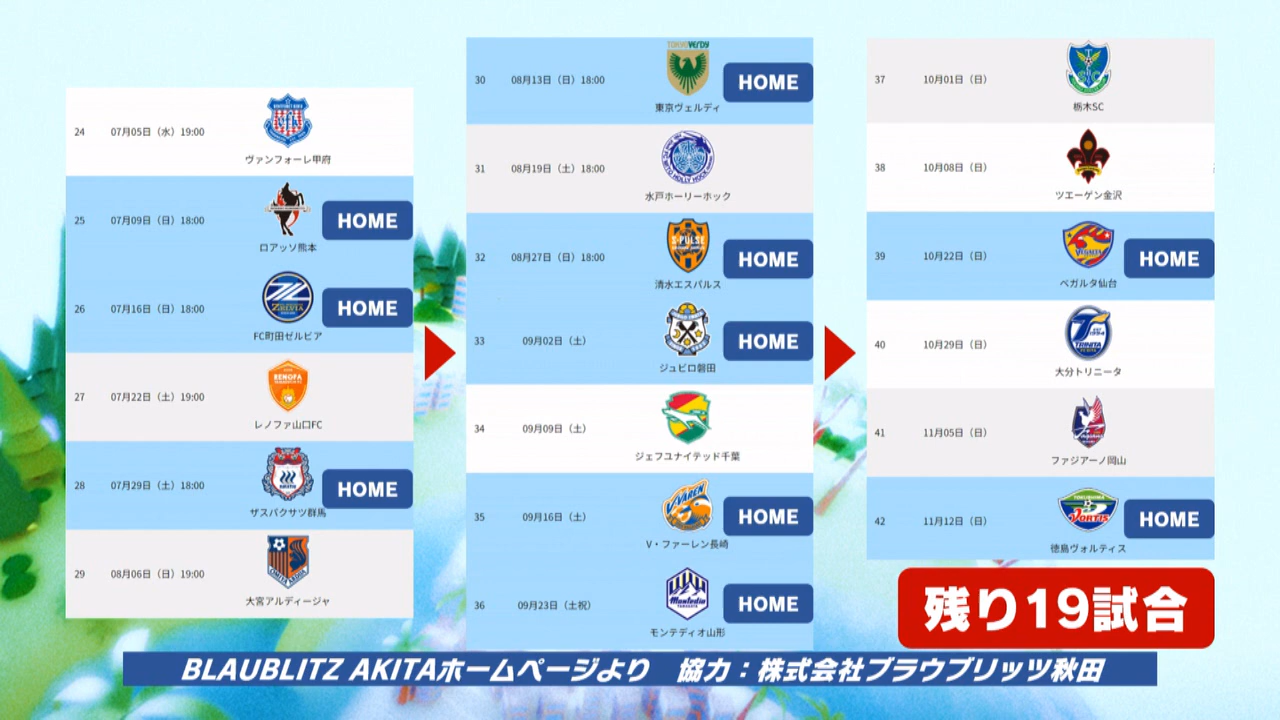 24 07月05日（水）19:00
ヴァンフォーレ甲府
25 07月09日（日）18:00 HOME
ロアッソ熊本
26 07月16日（日）18:00 HOME
FC町田ゼルビア
27 07月22日（土）19:00
レノファ山口FC
28 07月29日（土）18:00 HOME
ザスパクサツ群馬
29 08月06日（日）19:00
大宮アルディージャ
TOKYO VERDY
30 08月13日（日）18:00 HOME
東京ヴェルディ
31 08月19日（土）18:00
水戸ホーリーホック
S-PULSE
32 08月27日（日）18:00 HOME
清水エスパルス
33 09月02日（土） HOME
ジュビロ磐田
34 09月09日（土）
ジェフユナイテッド千葉
V・VAREN
35 09月16日（土） HOME
V・ファーレン長崎
36 09月23日（土祝） HOME
Montedio
モンテディオ山形
37 10月01日（日）
栃木SC
38 10月08日（日）
ツエーゲン金沢
39 10月22日（日） HOME
VEGALTA
ベガルタ仙台
40 10月29日（日）
TRINITA
大分トリニータ
41 11月05日（日）
ファジアーノ岡山
42 11月12日（日） HOME
VORTIS
徳島ヴォルティス
残り19試合
BLAUBLITZ AKITAホームページより 協力：株式会社ブラウブリッツ秋田